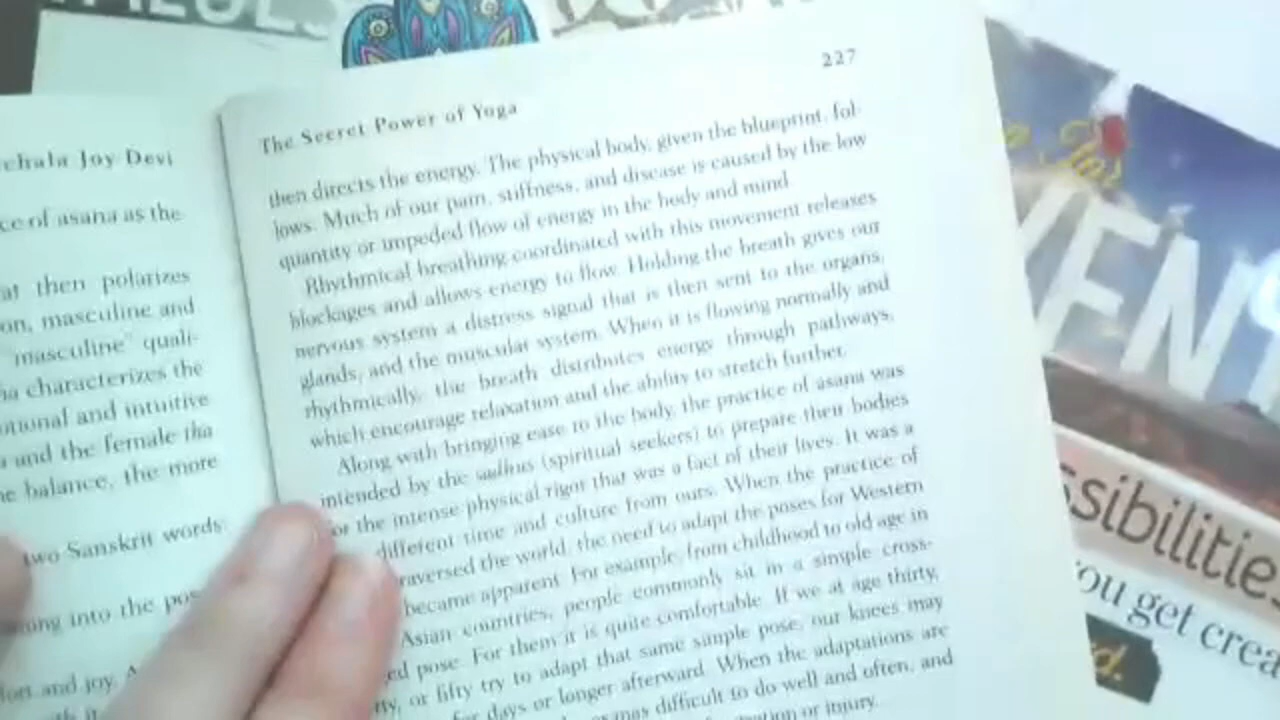 chala Joy Devi
ce of asana as the
at then polarizes
on, masculine and
"masculine" quali-
ha characterizes the
otional and intuitive
and the female tha
he balance, the more
two Sanskrit words
ing into the
ort and joy.
The Secret Power of Yoga
227
then directs the energy. The physical body, given the blueprint, fol-
lows. Much of our pain, stiffness, and disease is caused by the low
quantity or impeded flow of energy in the body and mind.
Rhythmical breathing coordinated with this movement releases
blockages and allows energy to flow. Holding the breath gives our
nervous system a distress signal that is then sent to the organs,
glands, and the muscular system. When it is flowing normally and
rhythmically, the breath distributes energy through pathways,
which encourage relaxation and the ability to stretch further.
Along with bringing ease to the body, the practice of asana was
intended by the sadhus (spiritual seekers) to prepare their bodies
for the intense physical rigor that was a fact of their lives. It was a
different time and culture from ours. When the practice of
traversed the world, the need to adapt the poses for Western
became apparent. For example, from childhood to old age in
Asian countries, people commonly sit in a simple cross-
ed pose. For them it is quite comfortable. If we at age thirty,
ty, or fifty try to adapt that same simple pose, our knees may
for days or longer afterward. When the adaptations are
difficult to do well and often, and
or injury.
VENT
ssibilities
ou get crea
d.